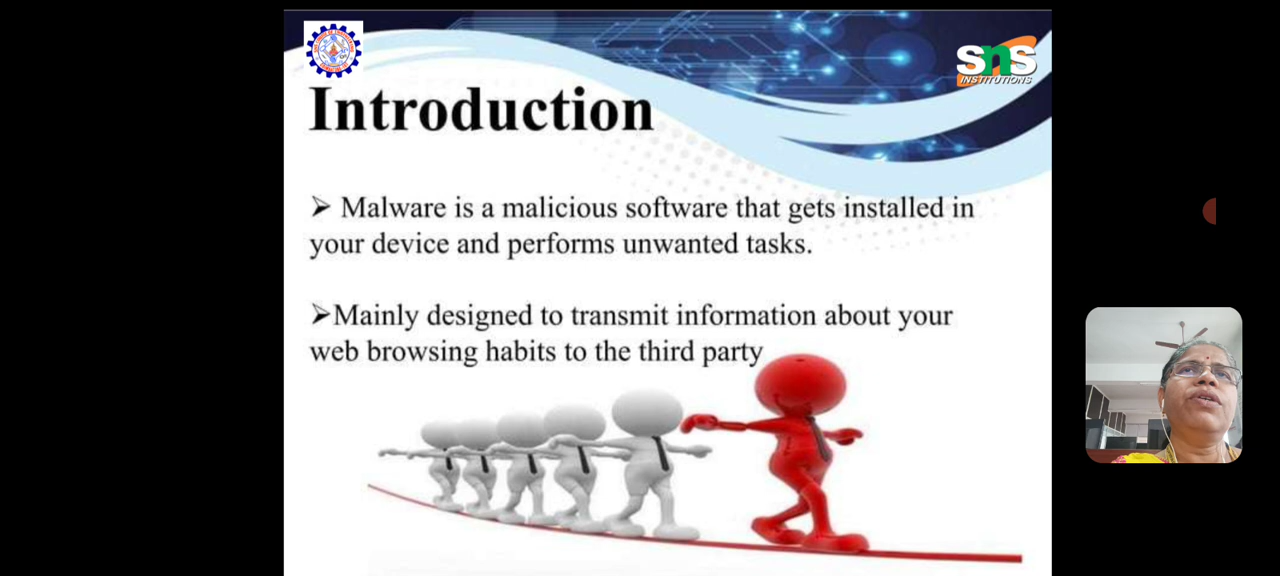 SNS
INSTITUTIONS
Introduction
➢ Malware is a malicious software that gets installed in
your device and performs unwanted tasks.
➢Mainly designed to transmit information about your
web browsing habits to the third party